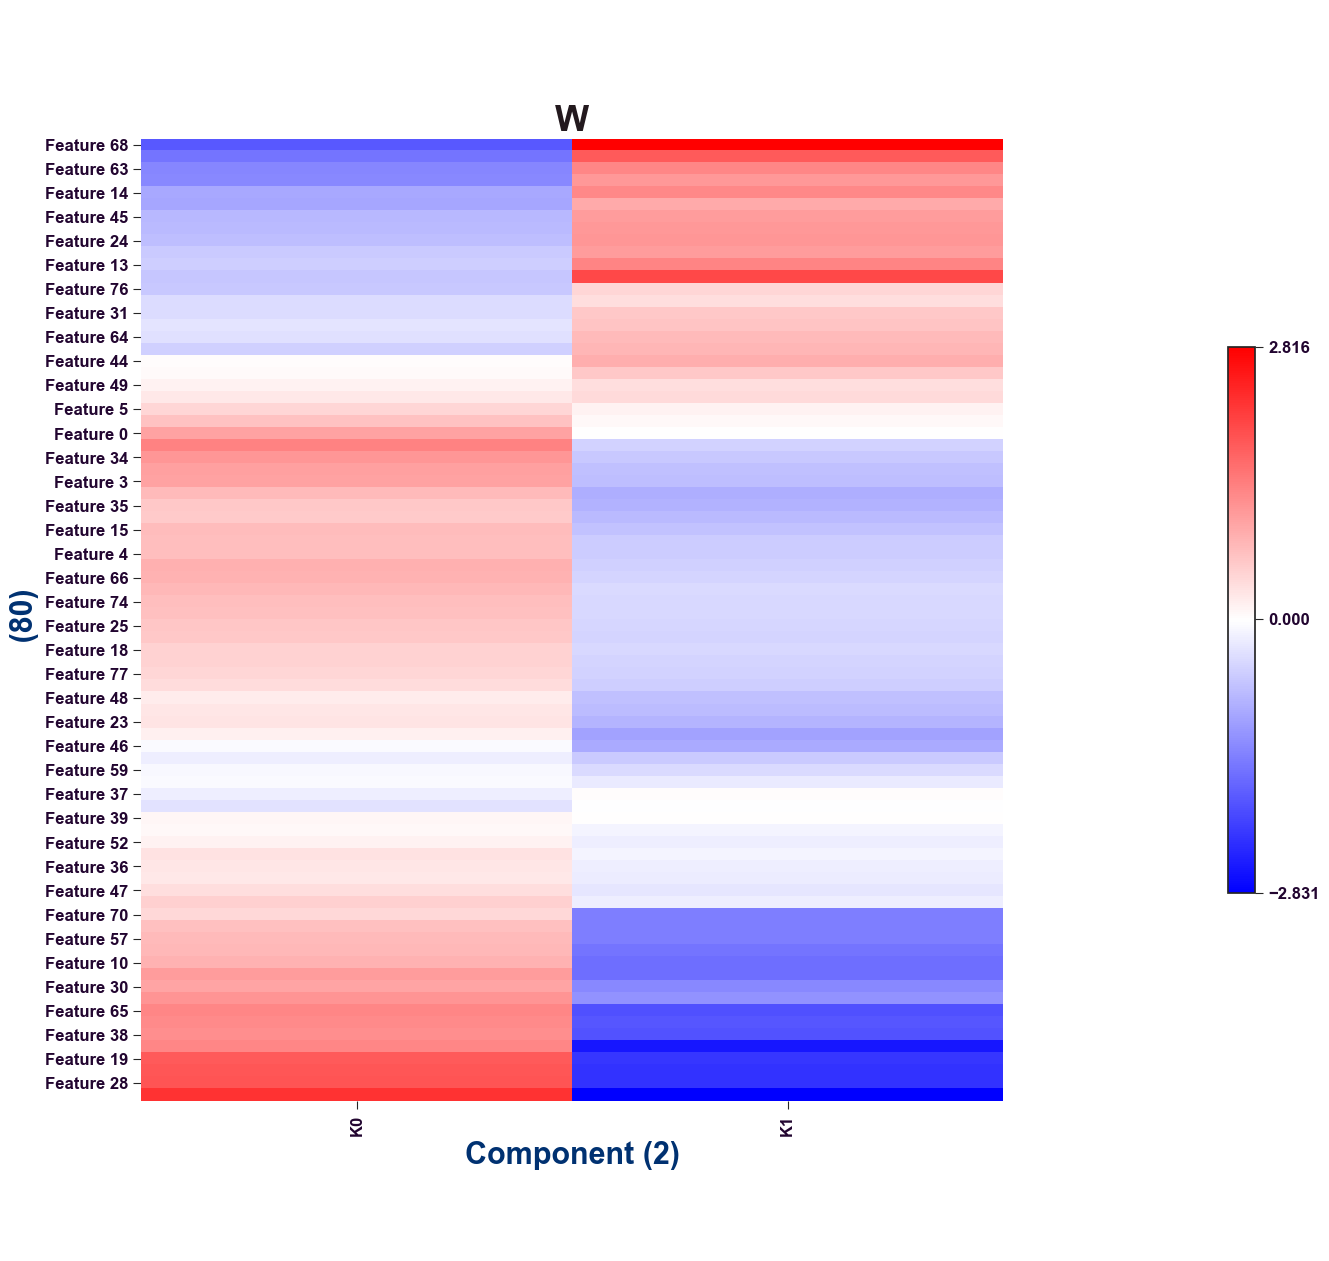 W
Feature 68
Feature 63
Feature 14
Feature 45
Feature 24
Feature 13
Feature 76
Feature 31
Feature 64
Feature 44
Feature 49
Feature 5
Feature 0
Feature 34
Feature 3
Feature 35
Feature 15
Feature 4
Feature 66
Feature 74
Feature 25
Feature 18
Feature 77
Feature 48
Feature 23
Feature 46
Feature 59
Feature 37
Feature 39
Feature 52
Feature 36
Feature 47
Feature 70
Feature 57
Feature 10
Feature 30
Feature 65
Feature 38
Feature 19
Feature 28
(80)
K0
K1
Component (2)
2.816
0.000
−2.831